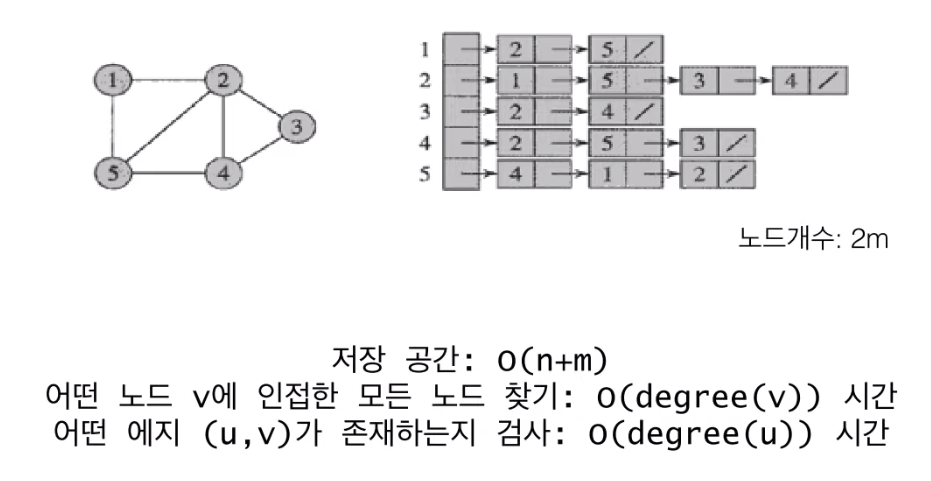 1 2
3
5 4
1 2 5
2 1 5 3 4
3 2 4
4 2 5 3
5 4 1 2
노드개수: 2m
저장 공간: O(n+m)
어떤 노드 v에 인접한 모든 노드 찾기: O(degree(v)) 시간
어떤 에지 (u,v)가 존재하는지 검사: O(degree(u)) 시간